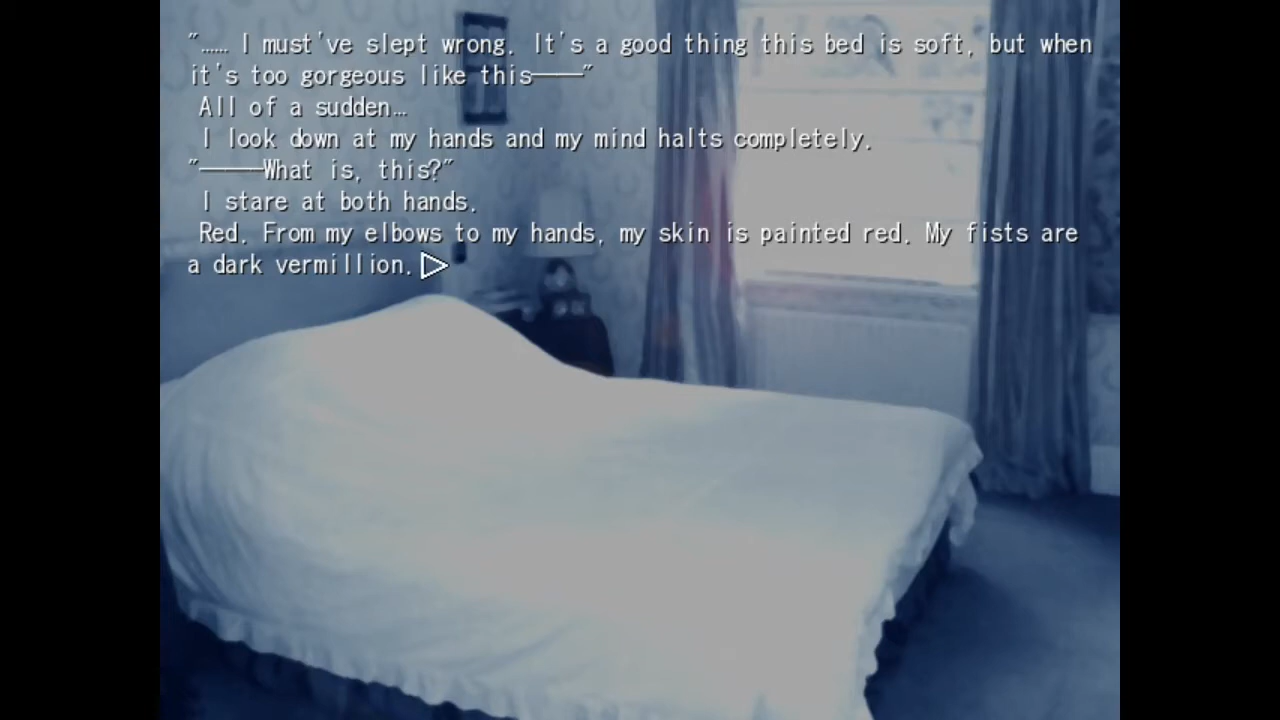 "…… I must've slept wrong. It's a good thing this bed is soft, but when
it's too gorgeous like this───"
All of a sudden…
I look down at my hands and my mind halts completely.
"────What is, this?"
I stare at both hands.
Red. From my elbows to my hands, my skin is painted red. My fists are
a dark vermillion.